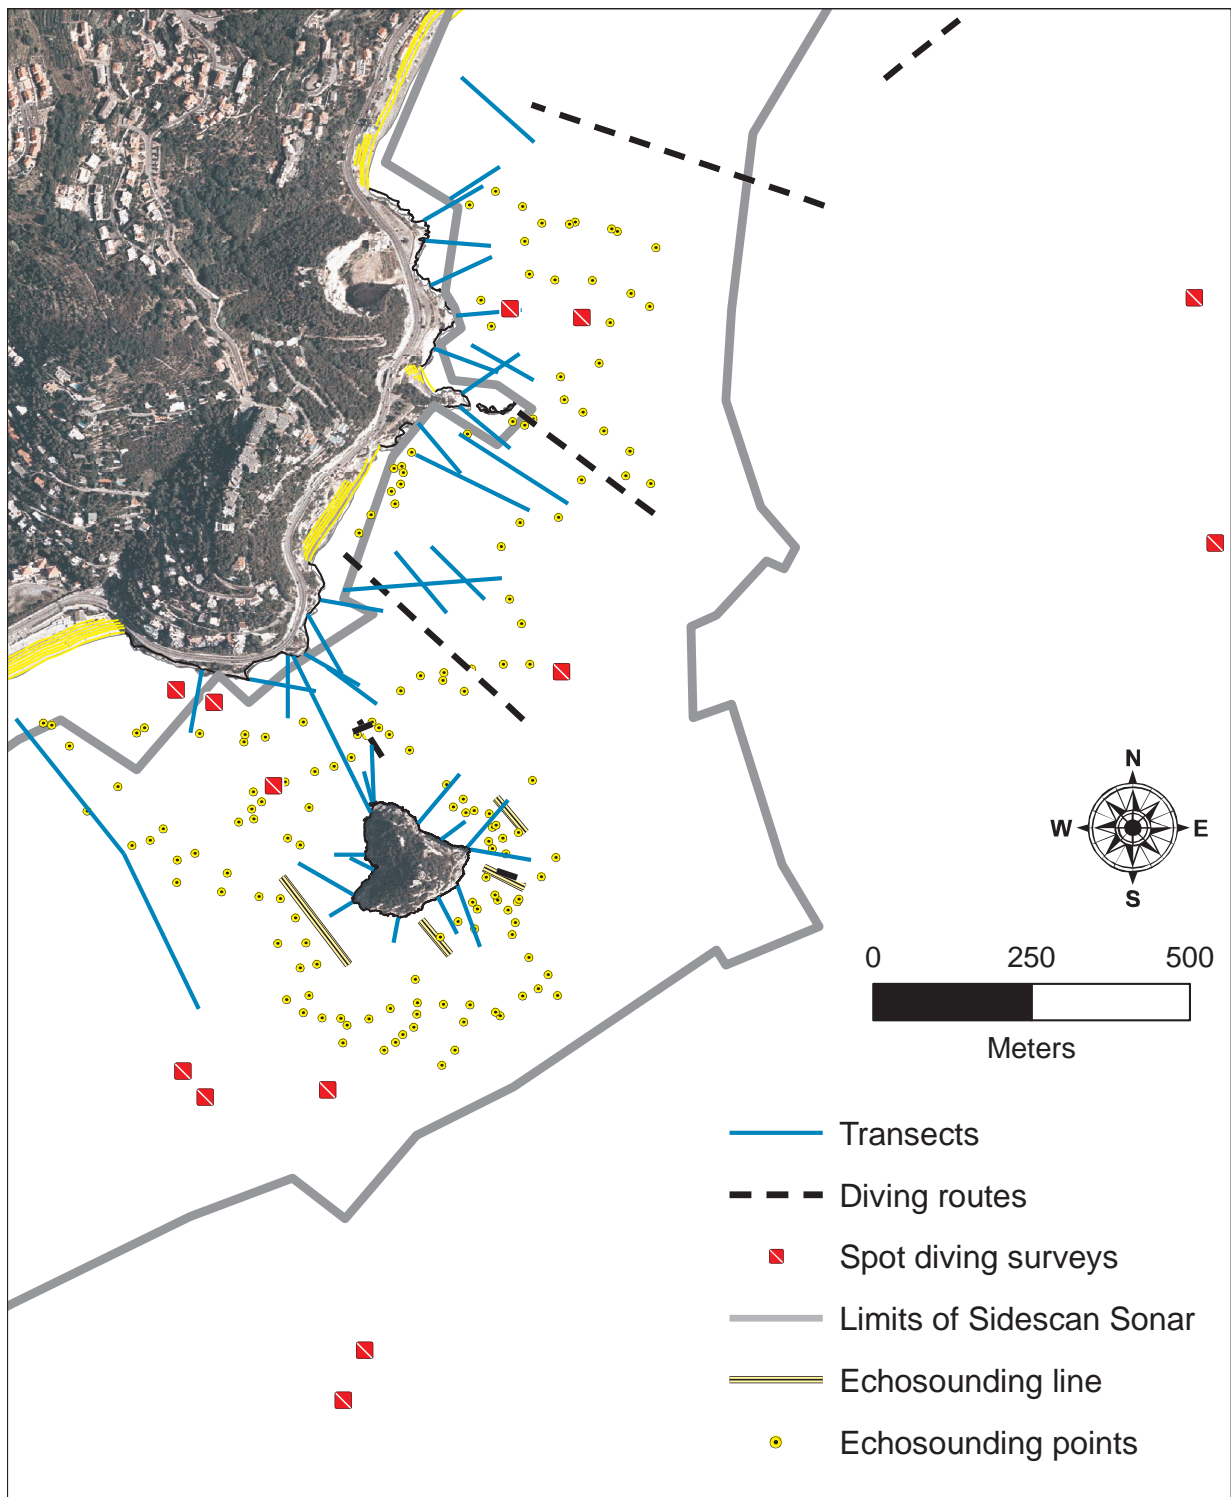 N
W E
S
0 250 500
Meters
Transects
Diving routes
Spot diving surveys
Limits of Sidescan Sonar
Echosounding line
Echosounding points